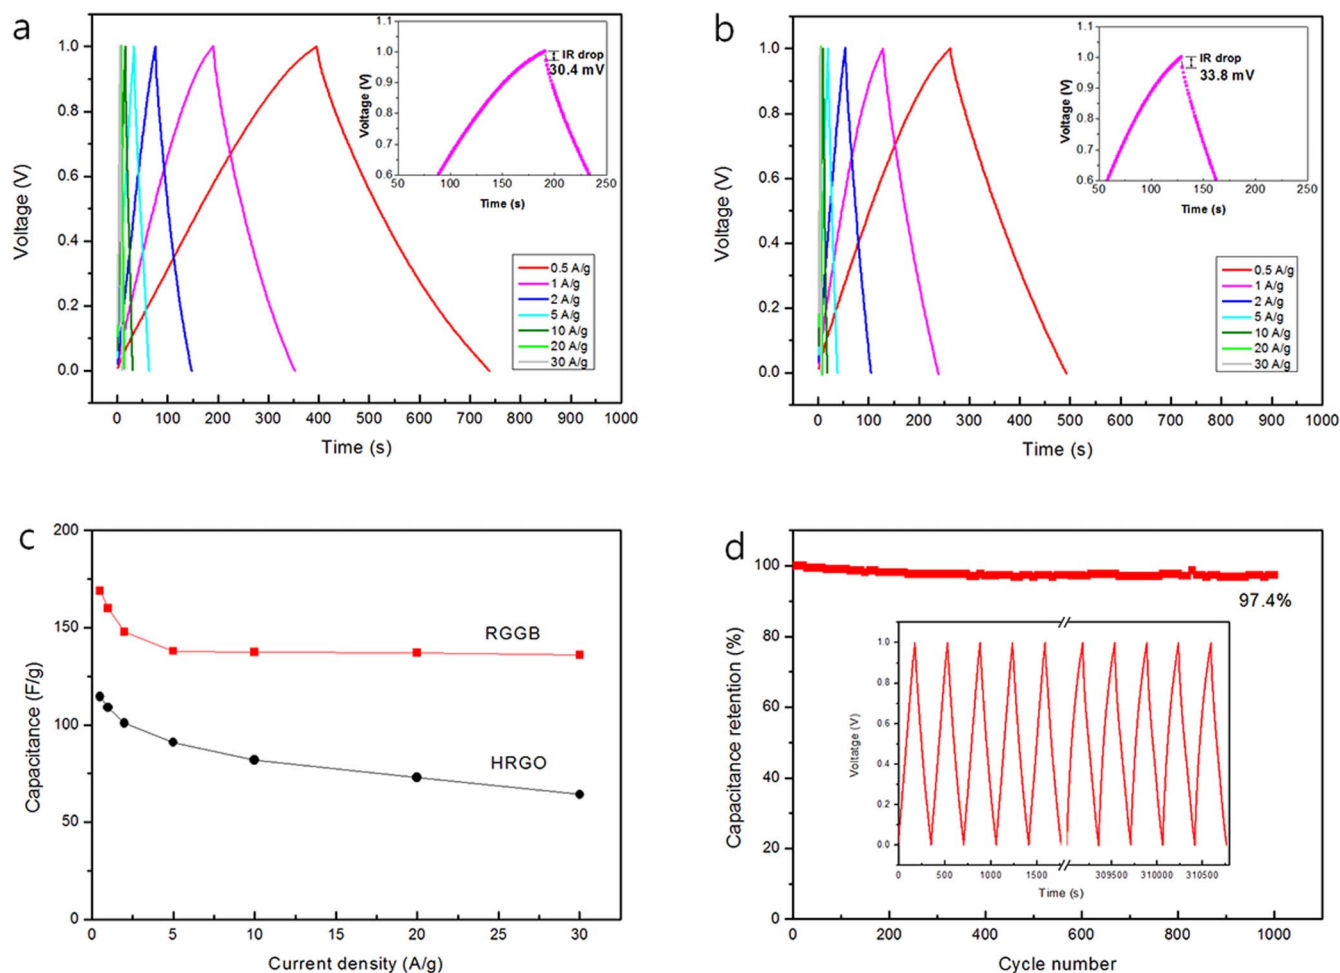 a
Voltage (V)
1.0
0.8
0.6
0.4
0.2
0.0
0 100 200 300 400 500 600 700 800 900 1000
Time (s)
Voltage (V)
1.1
1.0
0.9
0.8
0.7
0.6
50 100 150 200 250
Time (s)
IR drop
30.4 mV
0.5 A/g
1 A/g
2 A/g
5 A/g
10 A/g
20 A/g
30 A/g
b
Voltage (V)
1.0
0.8
0.6
0.4
0.2
0.0
0 100 200 300 400 500 600 700 800 900 1000
Time (s)
Voltage (V)
1.1
1.0
0.9
0.8
0.7
0.6
50 100 150 200 250
Time (s)
IR drop
33.8 mV
0.5 A/g
1 A/g
2 A/g
5 A/g
10 A/g
20 A/g
30 A/g
c
Capacitance (F/g)
200
150
100
50
0
0 5 10 15 20 25 30
Current density (A/g)
RGGB
HRGO
d
Capacitance retention (%)
100
80
60
40
20
0
0 200 400 600 800 1000
Cycle number
97.4%
Voltatge (V)
1.0
0.8
0.6
0.4
0.2
0.0
0 500 1000 1500 309500 310000 310500
Time (s)